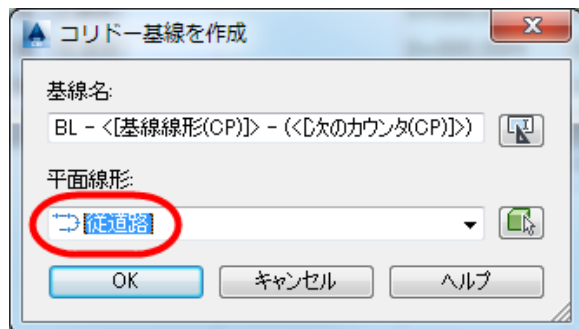 コリドー基線を作成
基線名:
BL - <[基線線形(CP)]> - (<[次のカウンタ(CP)]>)
平面線形:
従道路
OK キャンセル ヘルプ